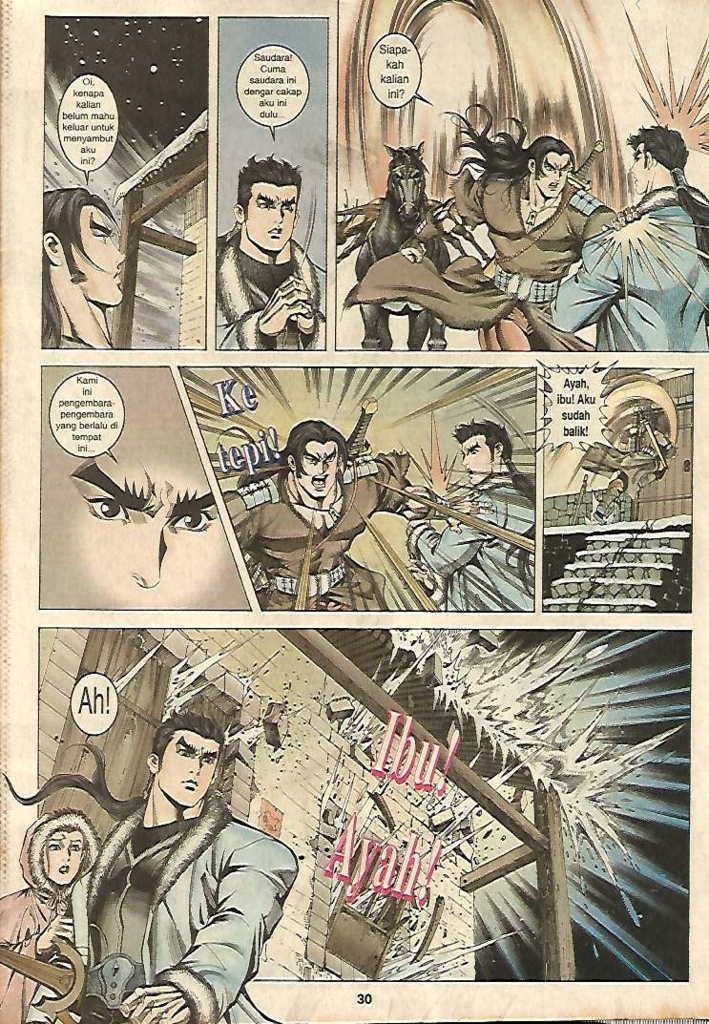 Oi,
kenapa
kalian
belum mahu
keluar untuk
menyambut
aku
ini?
Saudara!
Cuma
saudara ini
dengar cakap
aku ini
dulu...
Siapa-
kah
kalian
ini?
Kami
ini
pengembara-
pengembara
yang berlalu di
tempat
ini...
Ke
tepi!
Ayah,
ibu! Aku
sudah
balik!
Ah!
Ibu!
Ayah!
30